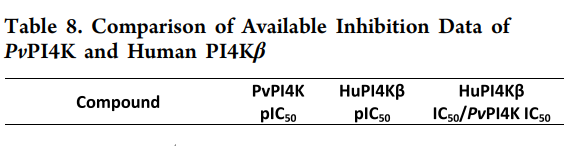 Table 8. Comparison of Available Inhibition Data of
PvPI4K and Human PI4Kβ
Compound
PvPI4K
pIC₅₀
HuPI4Kβ
pIC₅₀
HuPI4Kβ
IC₅₀/PvPI4K IC₅₀